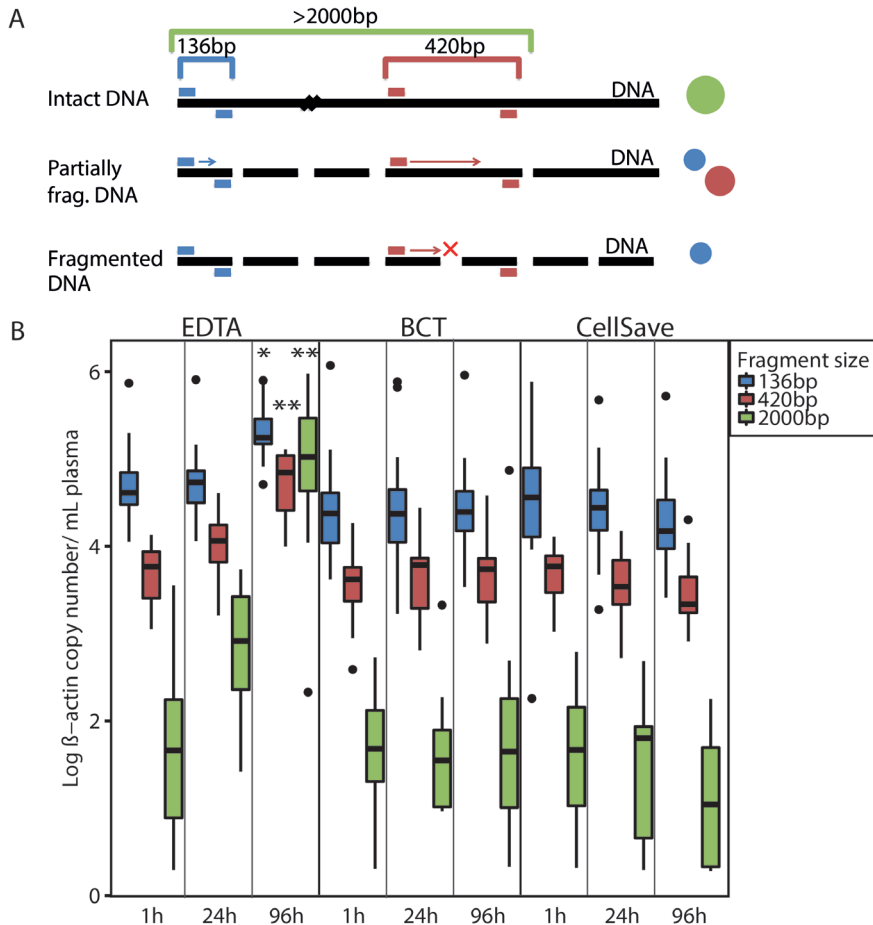 A
>2000bp
136bp
420bp
Intact DNA
DNA
Partially
frag. DNA
DNA
Fragmented
DNA
DNA
B
EDTA
BCT
CellSave
* ** **
Fragment size
136bp
420bp
2000bp
Log ß-actin copy number/ mL plasma
6
4
2
0
1h 24h 96h 1h 24h 96h 1h 24h 96h